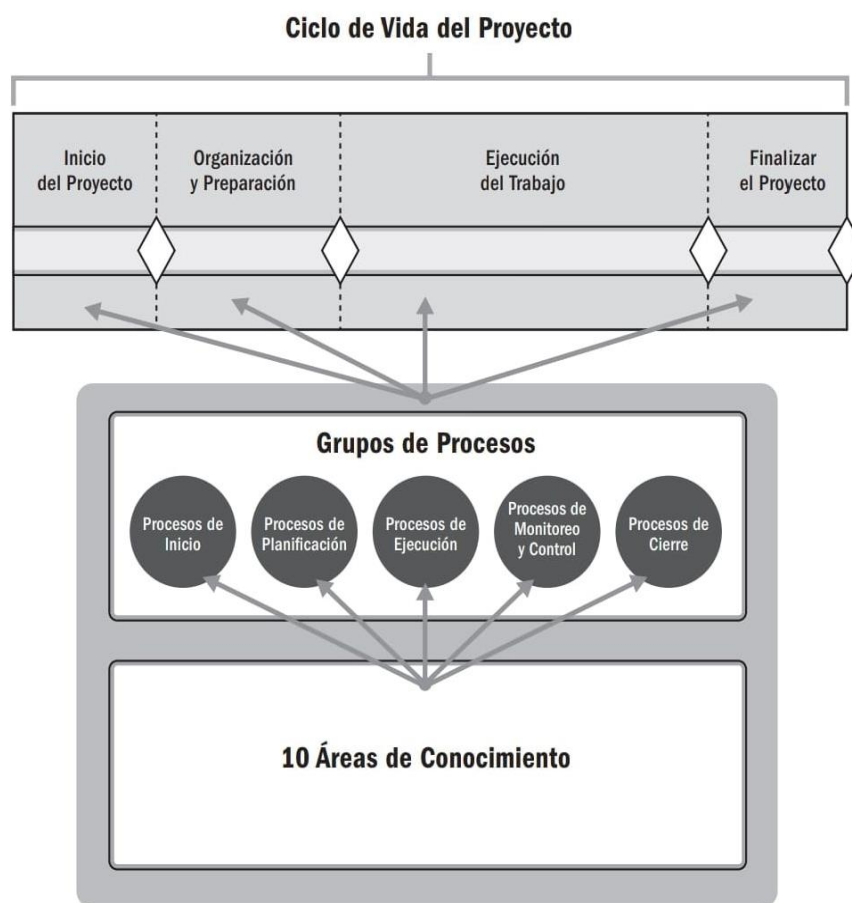 Ciclo de Vida del Proyecto
Inicio
del Proyecto
Organización
y Preparación
Ejecución
del Trabajo
Finalizar
el Proyecto
Grupos de Procesos
Procesos de
Inicio
Procesos de
Planificación
Procesos de
Ejecución
Procesos de
Monitoreo
y Control
Procesos de
Cierre
10 Áreas de Conocimiento